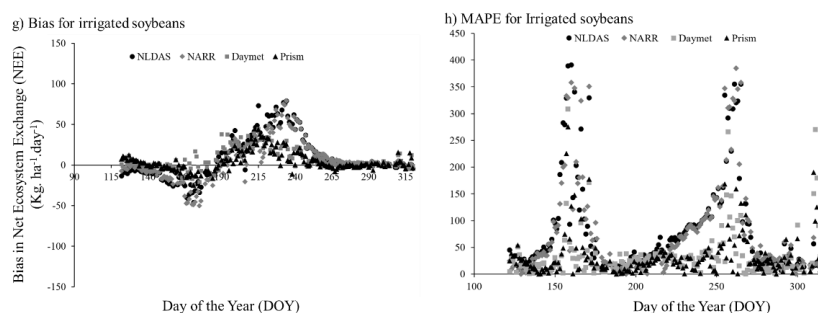 g) Bias for irrigated soybeans
NLDAS NARR Daymet Prism
Bias in Net Ecosystem Exchange (NEE)
(Kg. ha⁻¹.day⁻¹)
150
100
50
0
-50
-100
-150
90 115 140 165 190 215 240 265 290 315
Day of the Year (DOY)
h) MAPE for Irrigated soybeans
NLDAS NARR Daymet Prism
450
400
350
300
250
200
150
100
50
0
100 200 250 300
Day of the Year (DOY)